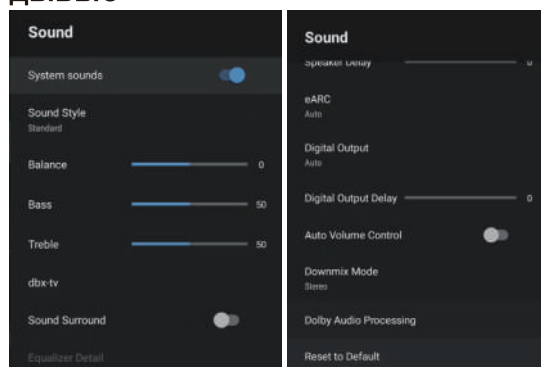 Sound
System sounds
Sound Style
Standard
Balance 0
Bass 50
Treble 50
dbx-tv
Sound Surround
Equalizer Detail
Sound
Speaker Delay 0
eARC
Auto
Digital Output
Auto
Digital Output Delay 0
Auto Volume Control
Downmix Mode
Stereo
Dolby Audio Processing
Reset to Default